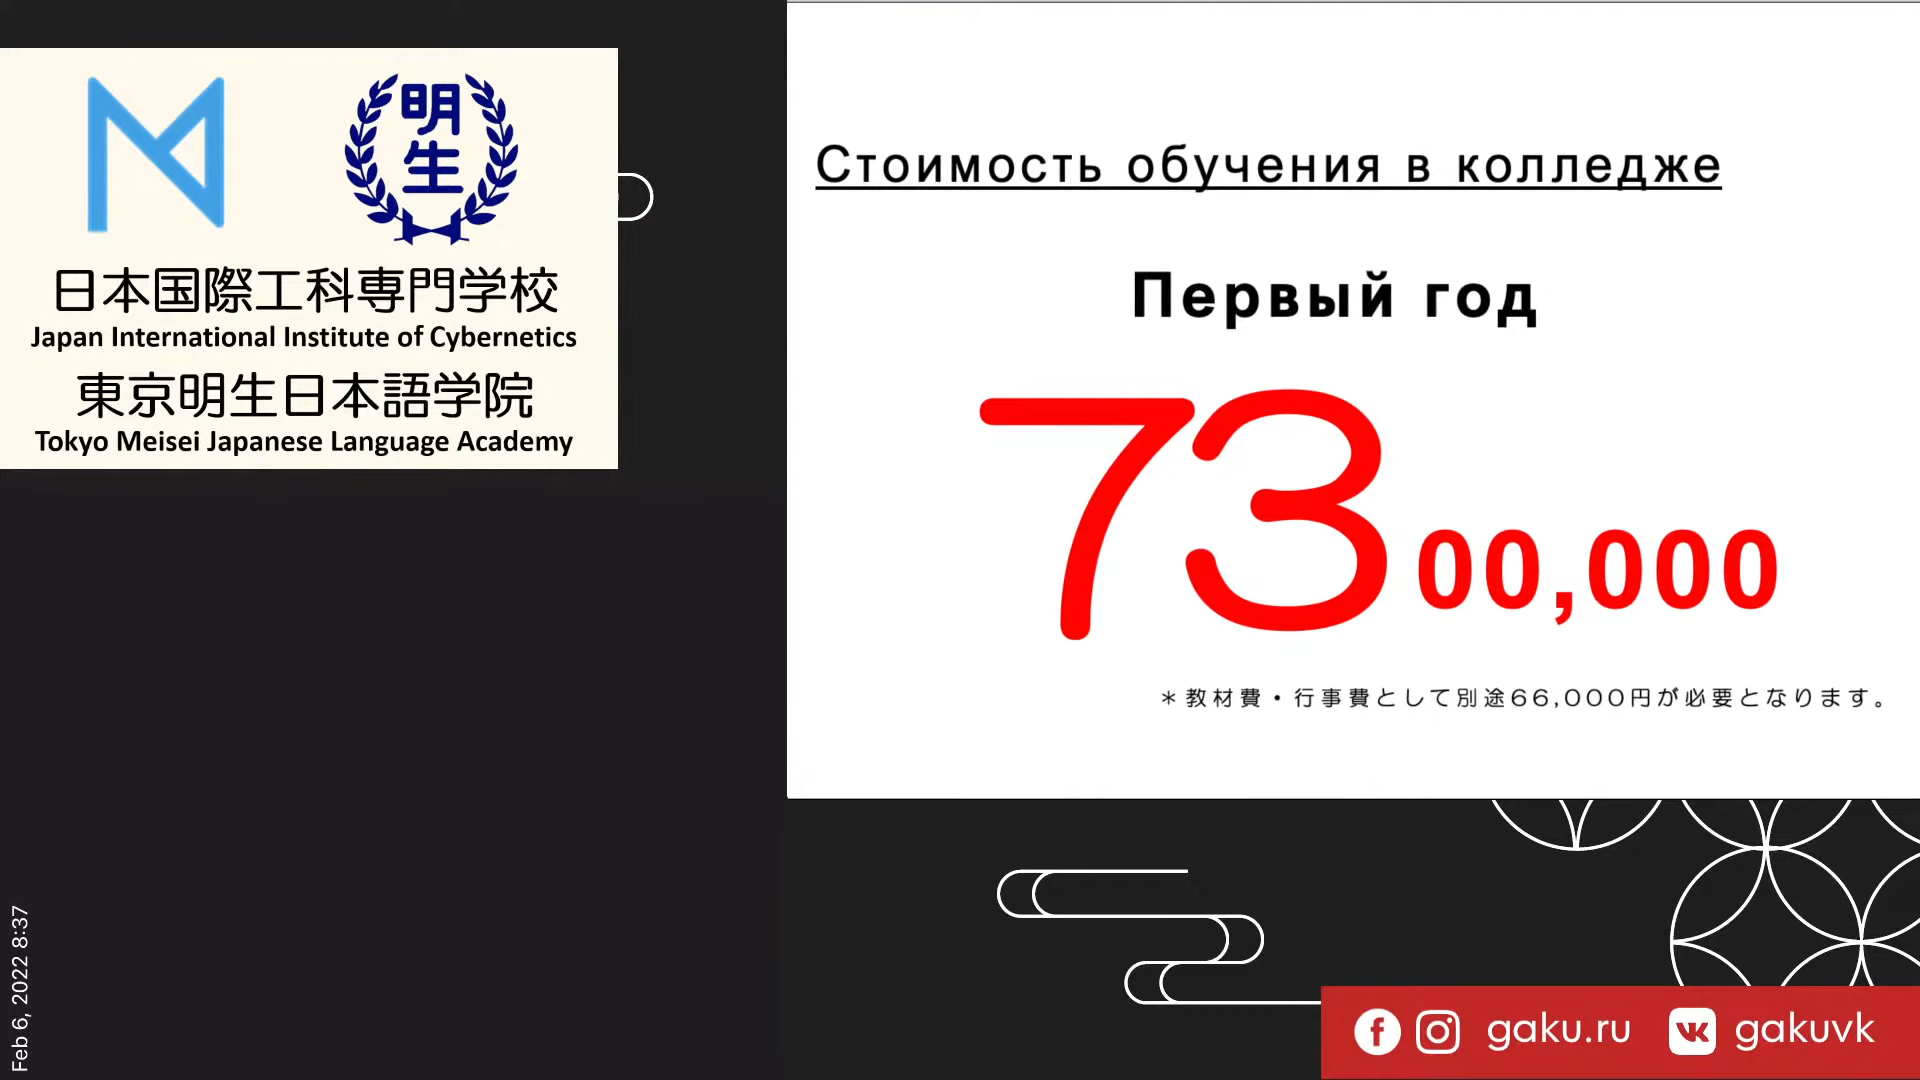 明生
日本国際工科専門学校
Japan International Institute of Cybernetics
東京明生日本語学院
Tokyo Meisei Japanese Language Academy
Стоимость обучения в колледже
Первый год
7300,000
＊教材費・行事費として別途66,000円が必要となります。
Feb 6, 2022 8:37
gaku.ru gakuvk